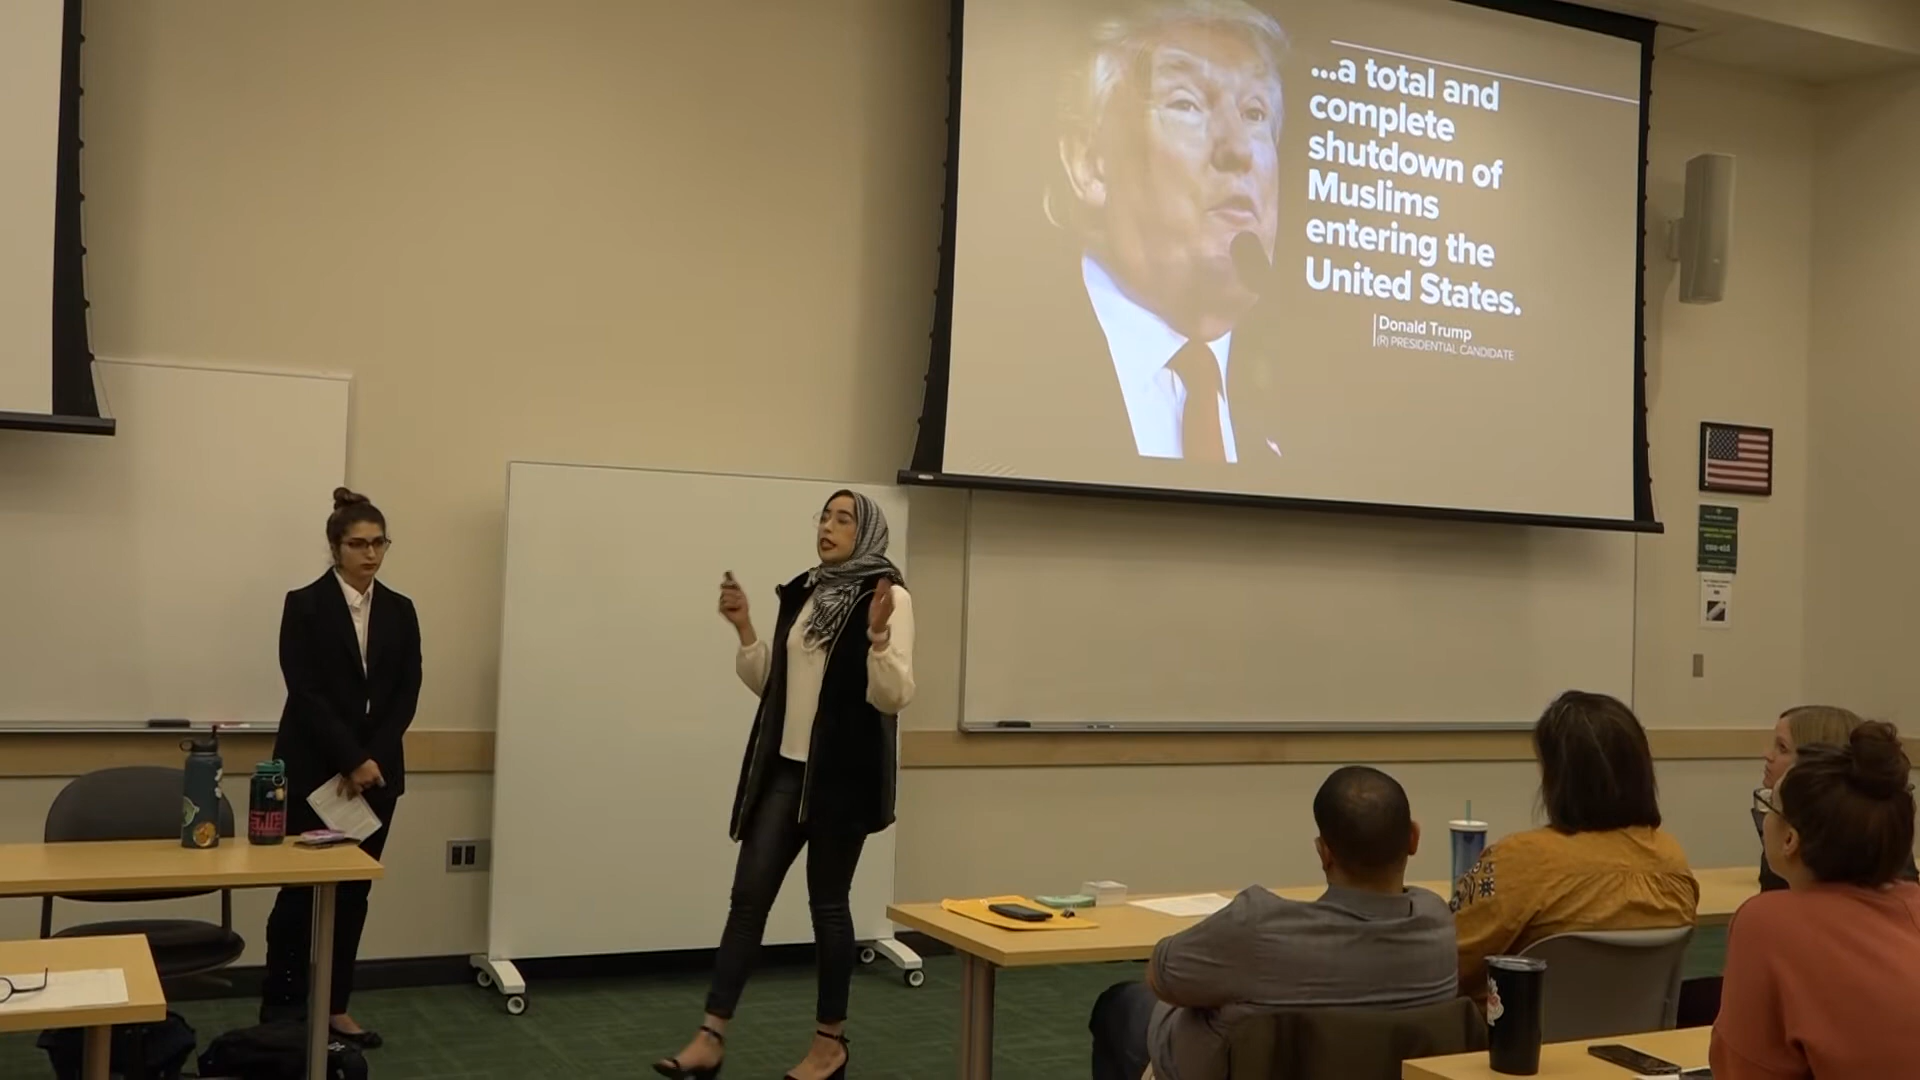 ...a total and
complete
shutdown of
Muslims
entering the
United States.
Donald Trump
(R) PRESIDENTIAL CANDIDATE